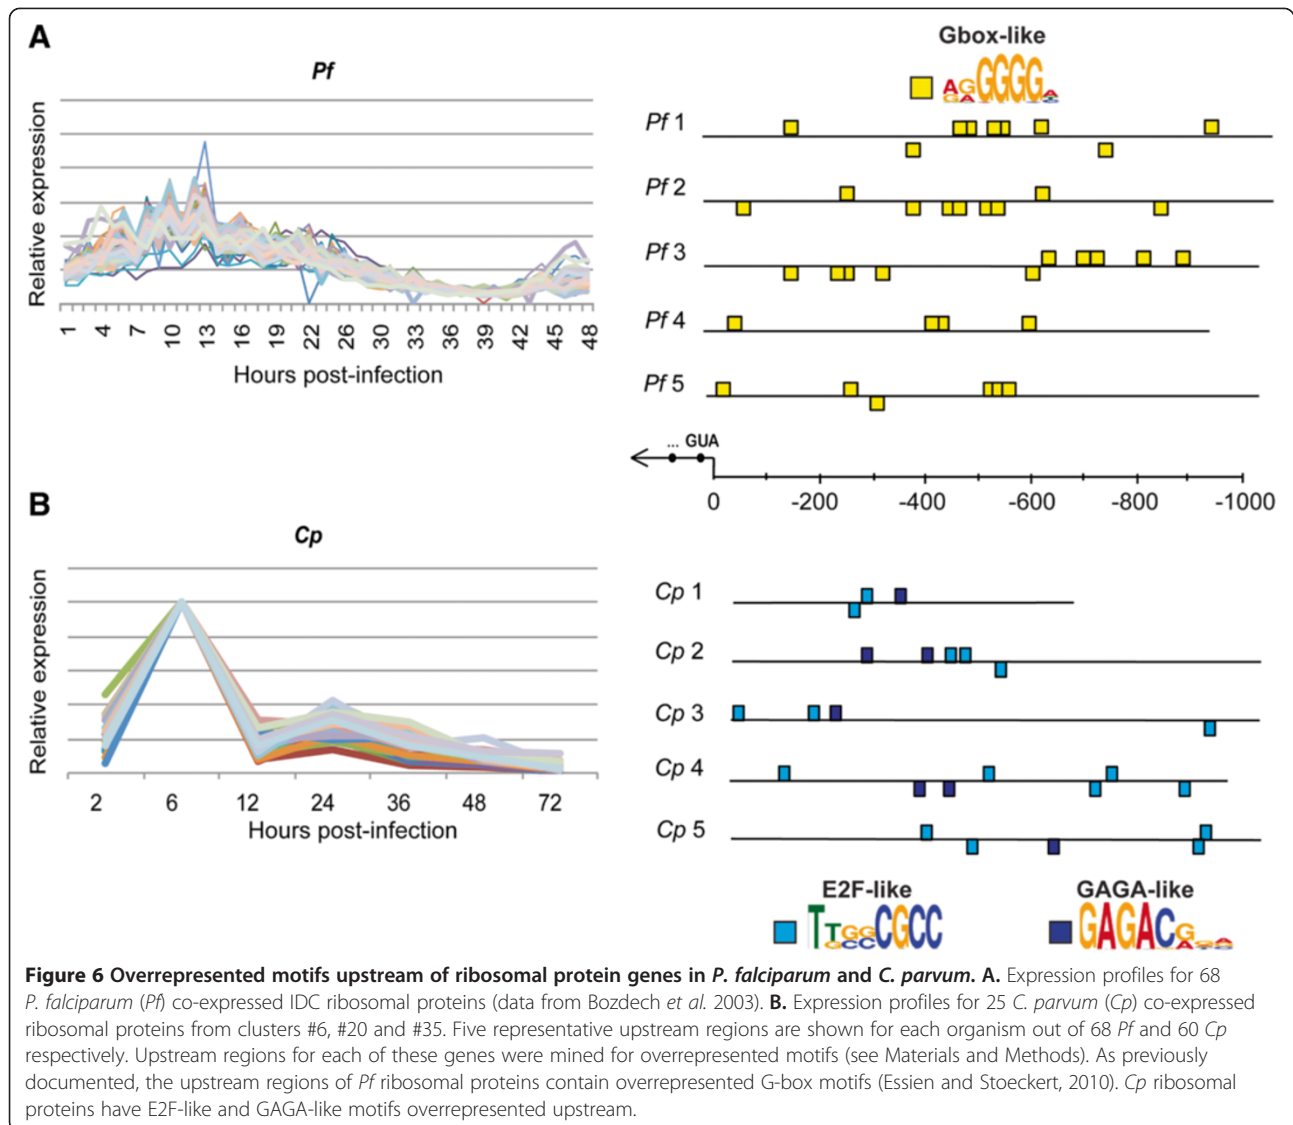 A
Pf
Relative expression
1 4 7 10 13 16 19 22 26 30 33 36 39 42 45 48
Hours post-infection
Gbox-like
AGGGGGA
Pf 1
Pf 2
Pf 3
Pf 4
Pf 5
... GUA
0 -200 -400 -600 -800 -1000
B
Cp
Relative expression
2 6 12 24 36 48 72
Hours post-infection
Cp 1
Cp 2
Cp 3
Cp 4
Cp 5
E2F-like
TTGGCGCC
GAGA-like
GAGACG
Figure 6 Overrepresented motifs upstream of ribosomal protein genes in P. falciparum and C. parvum. A. Expression profiles for 68
P. falciparum (Pf) co-expressed IDC ribosomal proteins (data from Bozdech et al. 2003). B. Expression profiles for 25 C. parvum (Cp) co-expressed
ribosomal proteins from clusters #6, #20 and #35. Five representative upstream regions are shown for each organism out of 68 Pf and 60 Cp
respectively. Upstream regions for each of these genes were mined for overrepresented motifs (see Materials and Methods). As previously
documented, the upstream regions of Pf ribosomal proteins contain overrepresented G-box motifs (Essien and Stoeckert, 2010). Cp ribosomal
proteins have E2F-like and GAGA-like motifs overrepresented upstream.